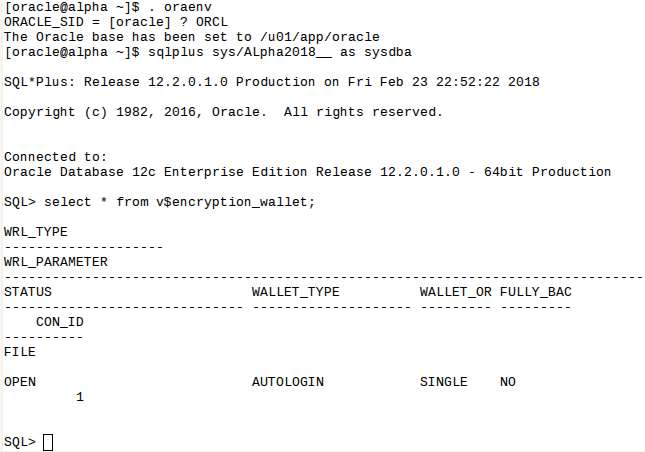 [oracle@alpha ~]$ . oraenv
ORACLE_SID = [oracle] ? ORCL
The Oracle base has been set to /u01/app/oracle
[oracle@alpha ~]$ sqlplus sys/ALpha2018__ as sysdba
SQL*Plus: Release 12.2.0.1.0 Production on Fri Feb 23 22:52:22 2018
Copyright (c) 1982, 2016, Oracle.  All rights reserved.
Connected to:
Oracle Database 12c Enterprise Edition Release 12.2.0.1.0 - 64bit Production
SQL> select * from v$encryption_wallet;
WRL_TYPE
--------------------
WRL_PARAMETER
--------------------------------------------------------------------------------
STATUS                         WALLET_TYPE          WALLET_OR FULLY_BAC
------------------------------ -------------------- --------- ---------
    CON_ID
----------
FILE
OPEN                           AUTOLOGIN            SINGLE    NO
         1
SQL>